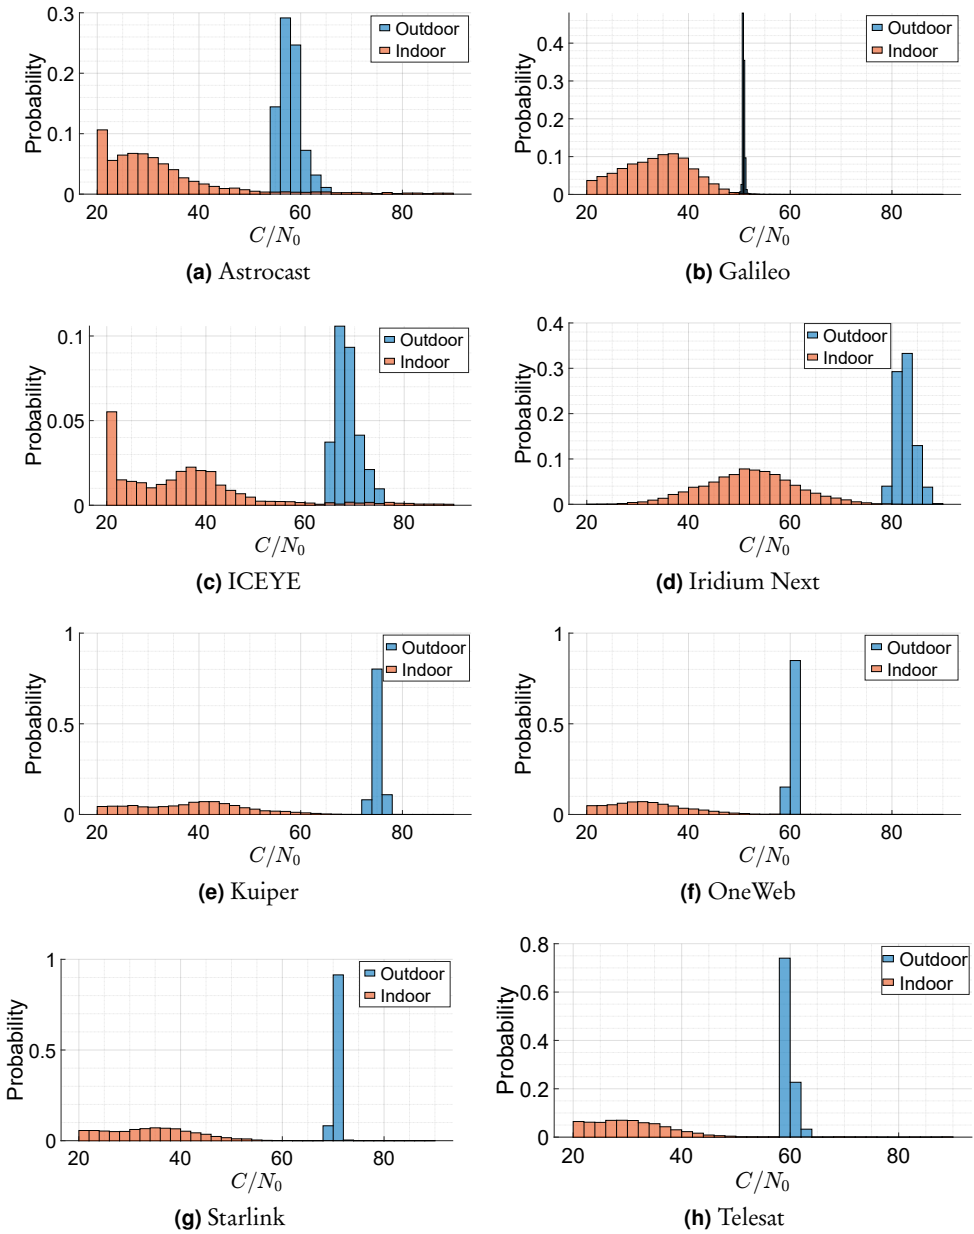 0.3
0.2
0.1
0
Probability
Outdoor
Indoor
20 40 60 80
C/N0
(a) Astrocast
0.4
0.3
0.2
0.1
0
Probability
Outdoor
Indoor
20 40 60 80
C/N0
(b) Galileo
0.1
0.05
0
Probability
Outdoor
Indoor
20 40 60 80
C/N0
(c) ICEYE
0.4
0.3
0.2
0.1
0
Probability
Outdoor
Indoor
20 40 60 80
C/N0
(d) Iridium Next
1
0.5
0
Probability
Outdoor
Indoor
20 40 60 80
C/N0
(e) Kuiper
1
0.5
0
Probability
Outdoor
Indoor
20 40 60 80
C/N0
(f) OneWeb
1
0.5
0
Probability
Outdoor
Indoor
20 40 60 80
C/N0
(g) Starlink
0.8
0.6
0.4
0.2
0
Probability
Outdoor
Indoor
20 40 60 80
C/N0
(h) Telesat